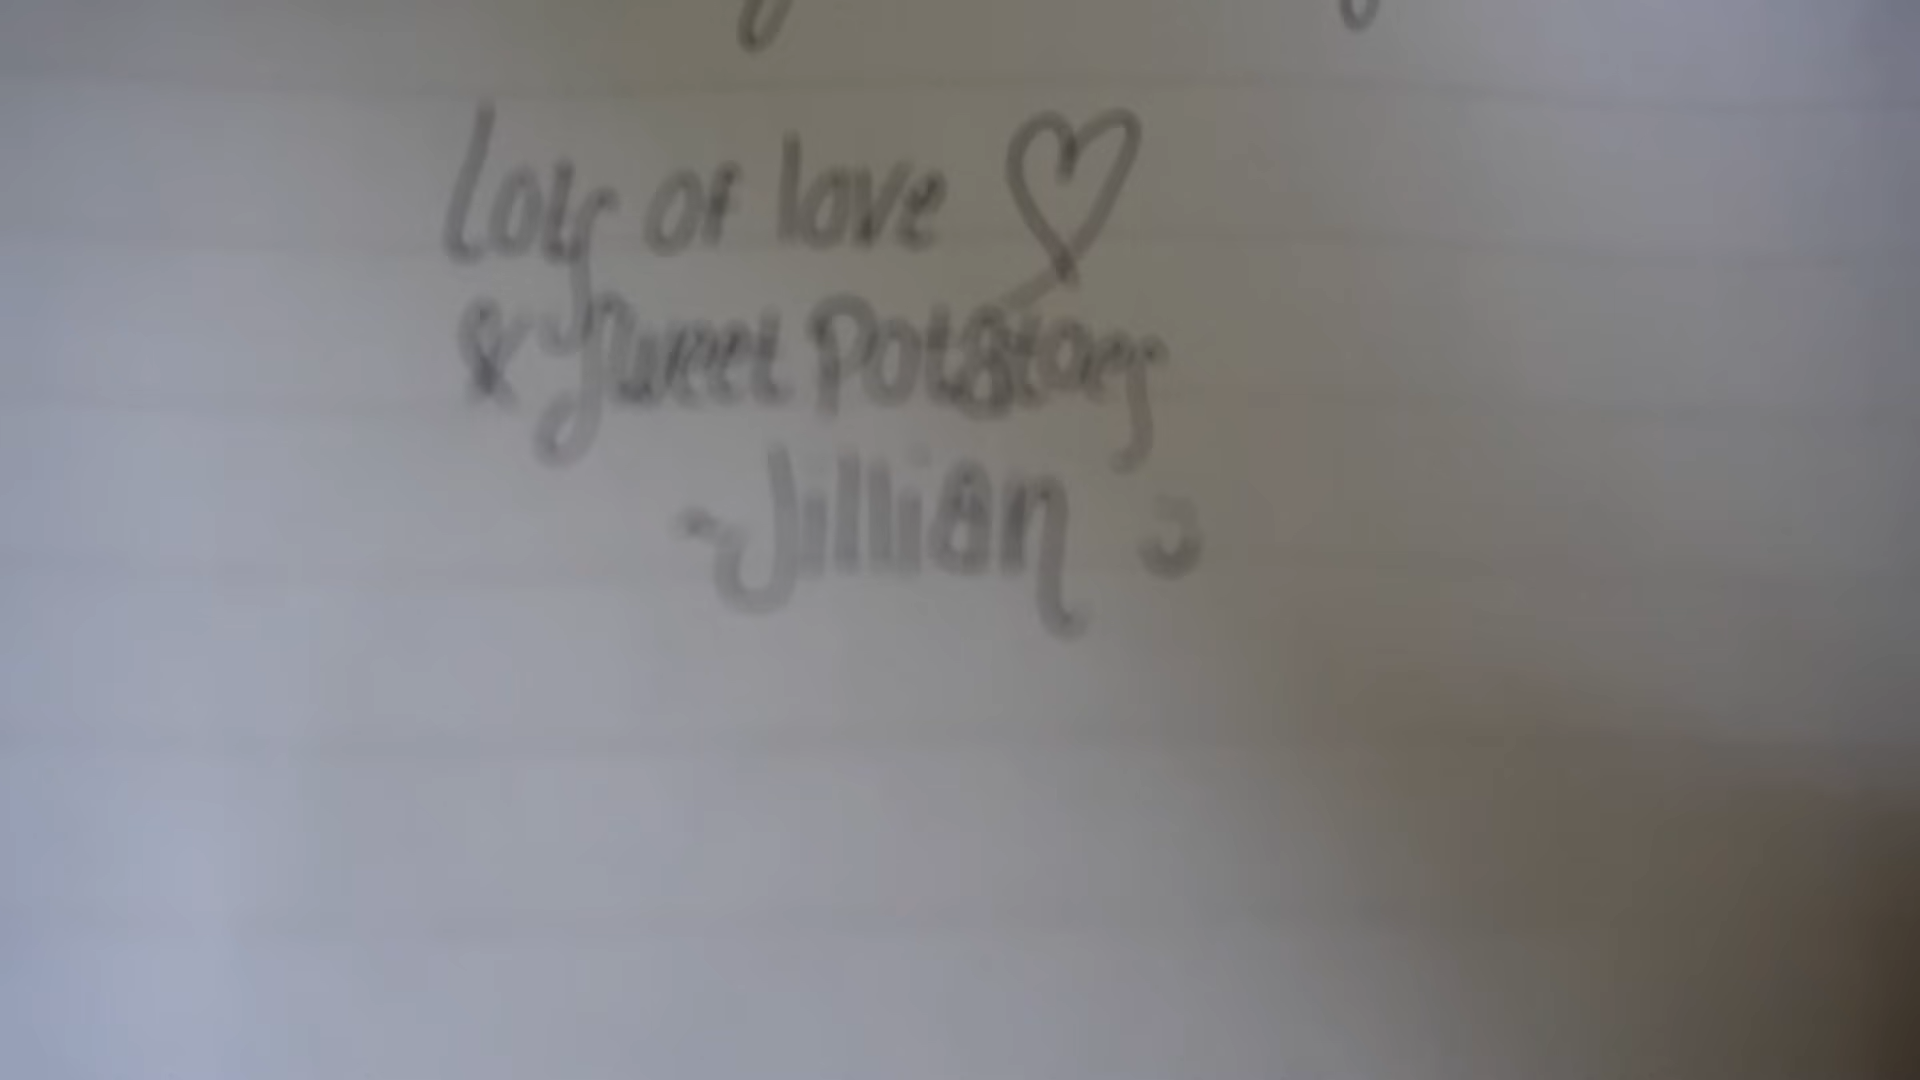 Lots of love ♡
& Sweet Potatoes
~Jillian